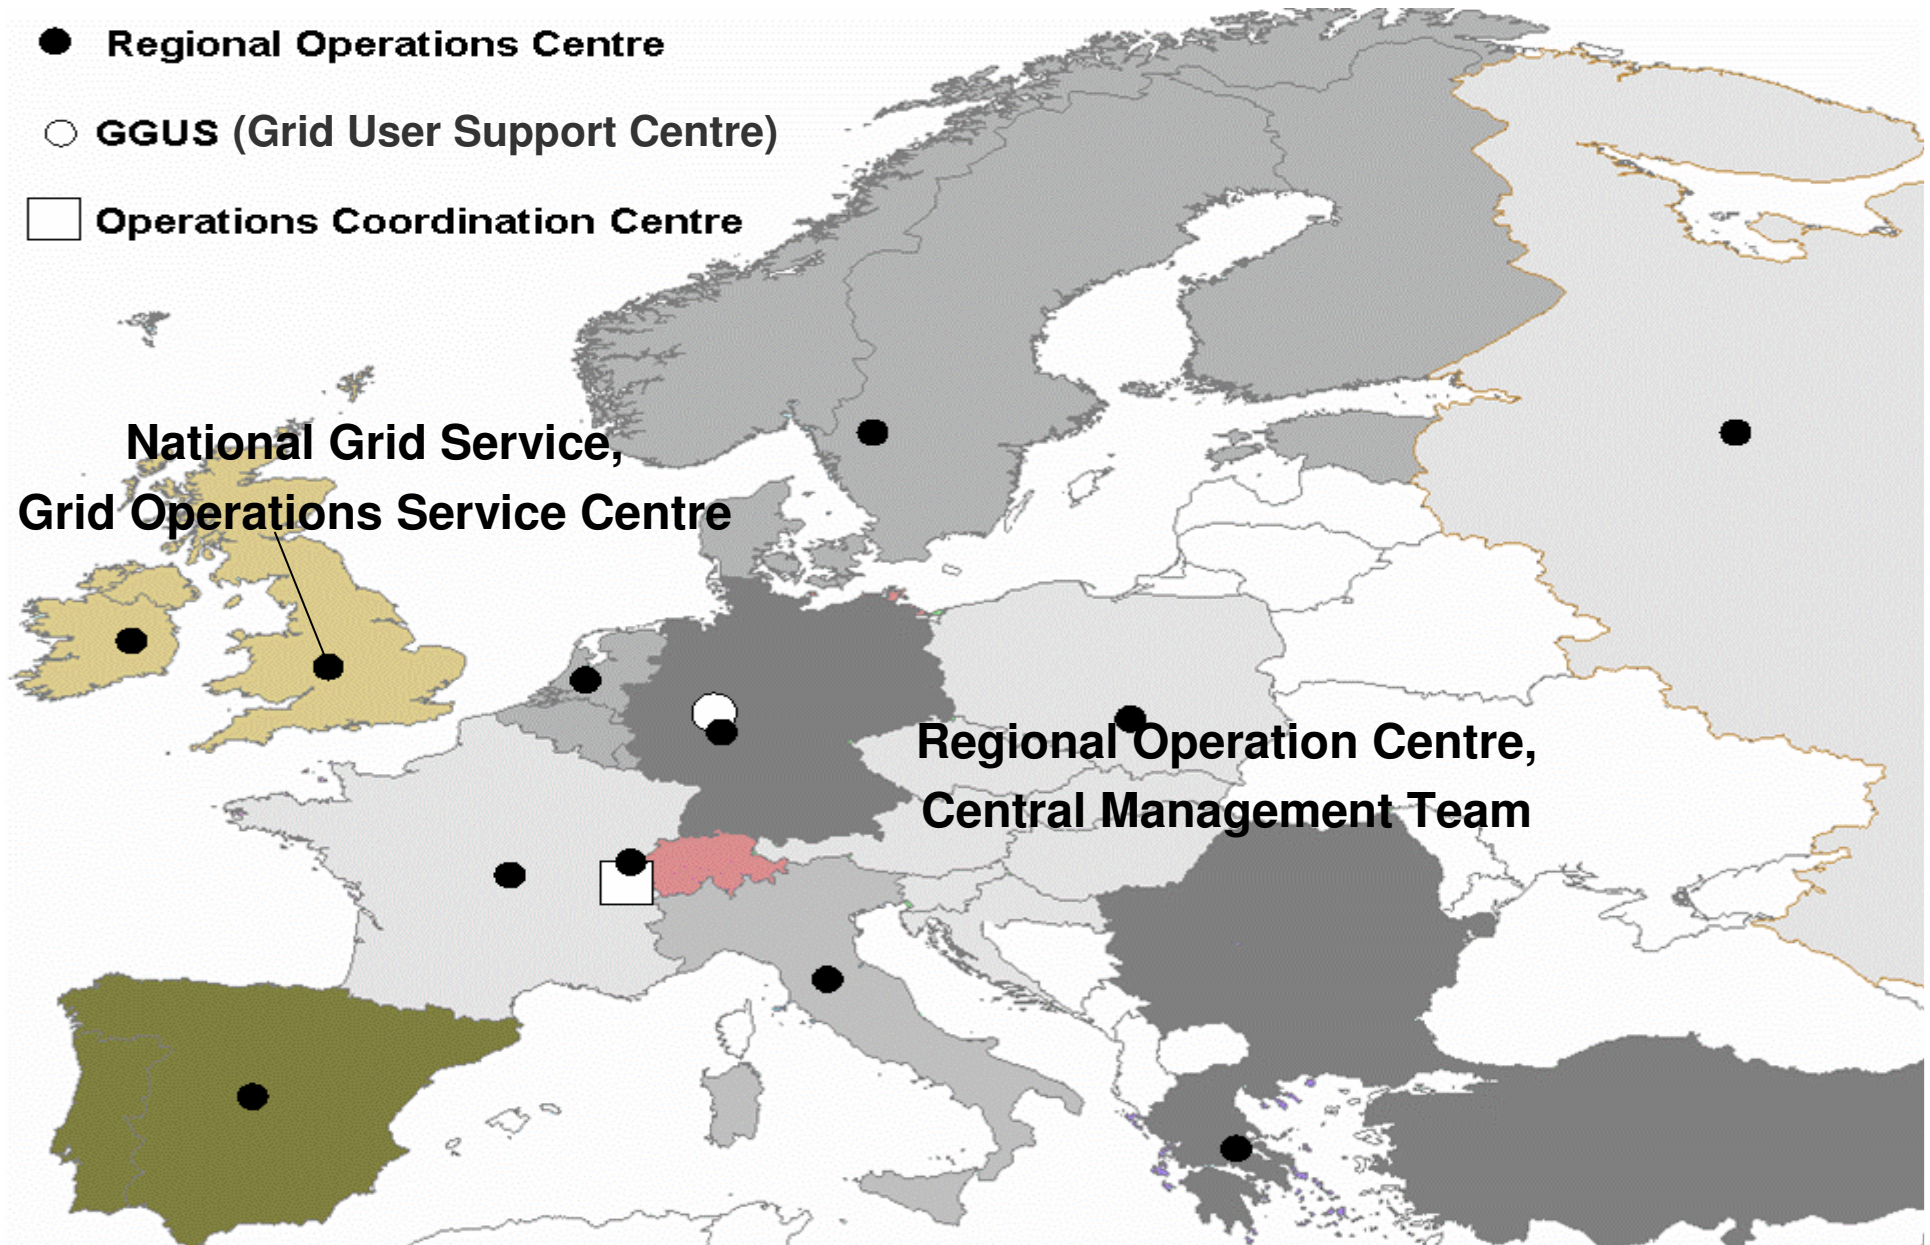 Regional Operations Centre
GGUS (Grid User Support Centre)
Operations Coordination Centre
National Grid Service,
Grid Operations Service Centre
Regional Operation Centre,
Central Management Team